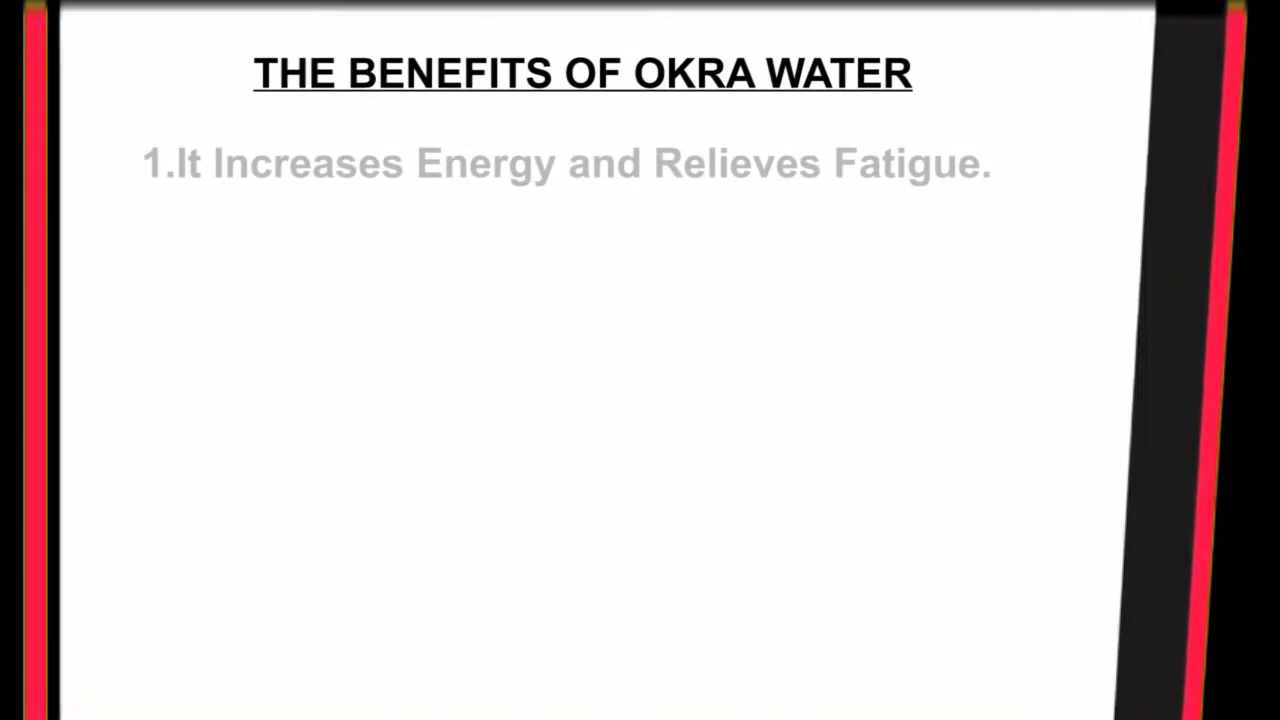 THE BENEFITS OF OKRA WATER
1.It Increases Energy and Relieves Fatigue.